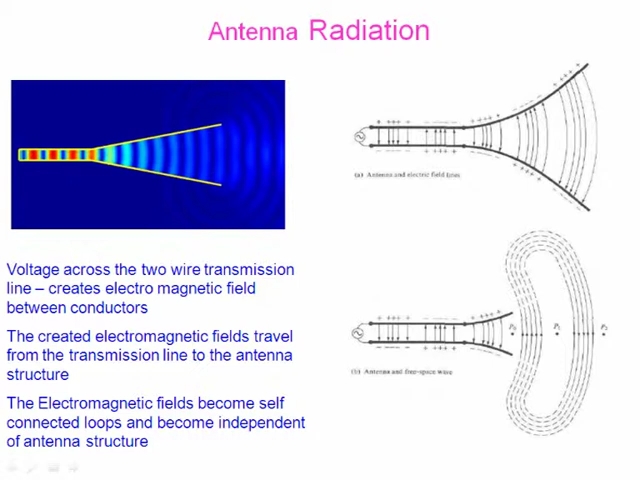 Antenna Radiation
(a) Antenna and electric field lines
Voltage across the two wire transmission
line – creates electro magnetic field
between conductors
The created electromagnetic fields travel
from the transmission line to the antenna
structure
The Electromagnetic fields become self
connected loops and become independent
of antenna structure
(b) Antenna and free-space wave